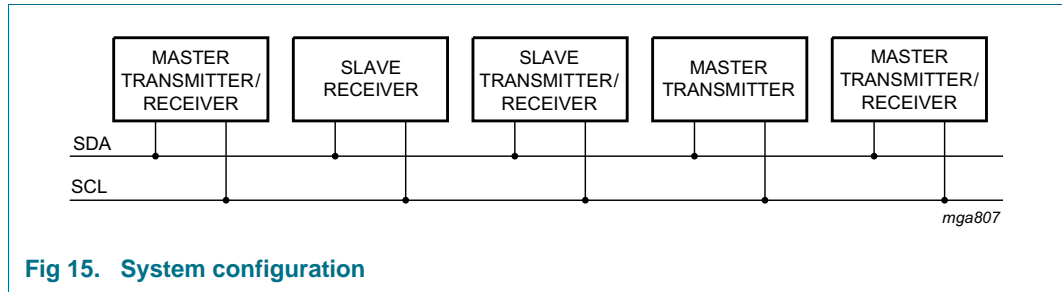 MASTER
TRANSMITTER/
RECEIVER
SLAVE
RECEIVER
SLAVE
TRANSMITTER/
RECEIVER
MASTER
TRANSMITTER
MASTER
TRANSMITTER/
RECEIVER
SDA
SCL
mga807
Fig 15. System configuration